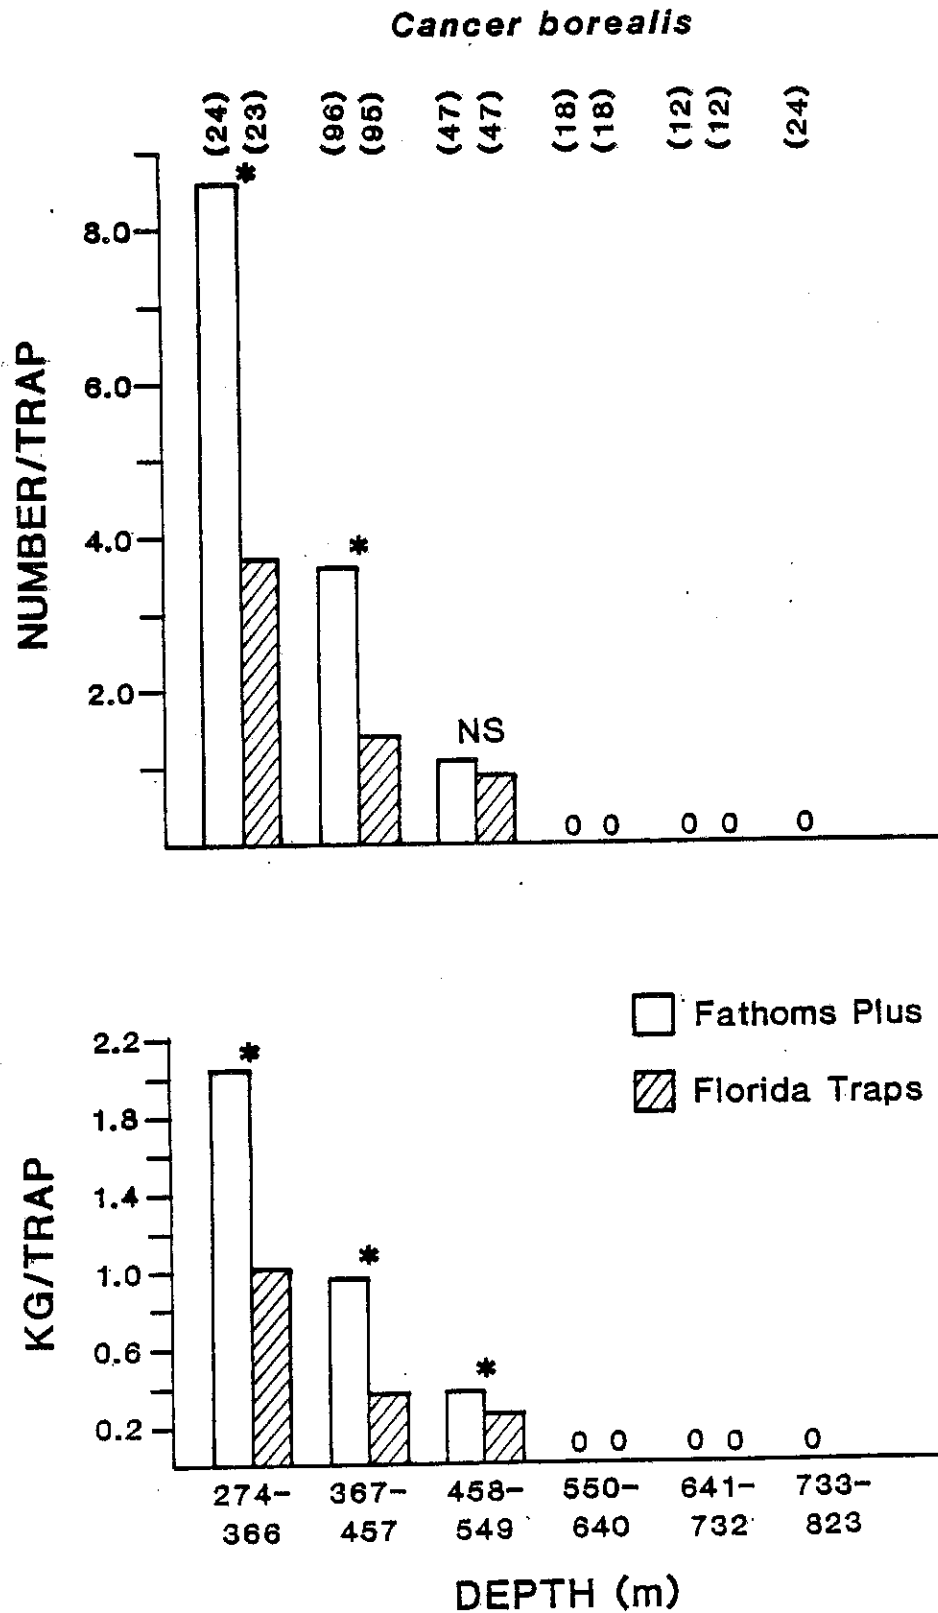 Cancer borealis
(24) (23) (96) (95) (47) (47) (18) (18) (12) (12) (24)
NUMBER/TRAP
8.0
6.0
4.0
2.0
*
*
NS
0 0 0 0 0
Fathoms Plus
Florida Traps
KG/TRAP
2.2
1.8
1.4
1.0
0.6
0.2
*
*
*
0 0 0 0 0
274- 367- 458- 550- 641- 733-
366 457 549 640 732 823
DEPTH (m)